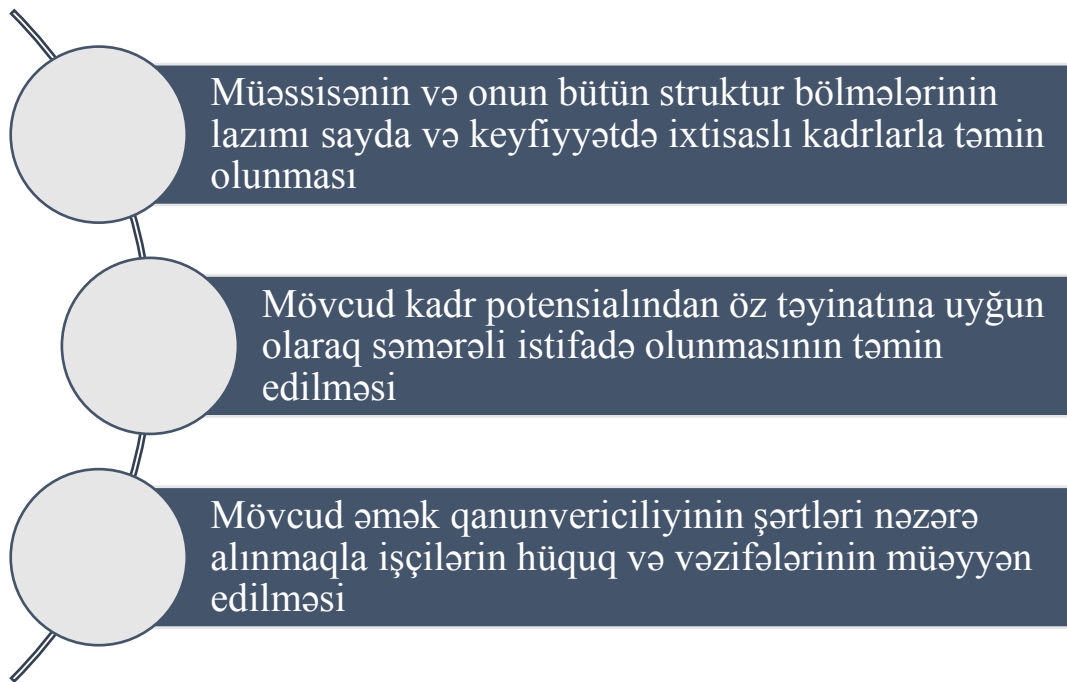 Müəssisənin və onun bütün struktur bölmələrinin
lazımı sayda və keyfiyyətdə ixtisaslı kadrlarla təmin
olunması
Mövcud kadr potensialından öz təyinatına uyğun
olaraq səmərəli istifadə olunmasının təmin
edilməsi
Mövcud əmək qanunvericiliyinin şərtləri nəzərə
alınmaqla işçilərin hüquq və vəzifələrinin müəyyən
edilməsi